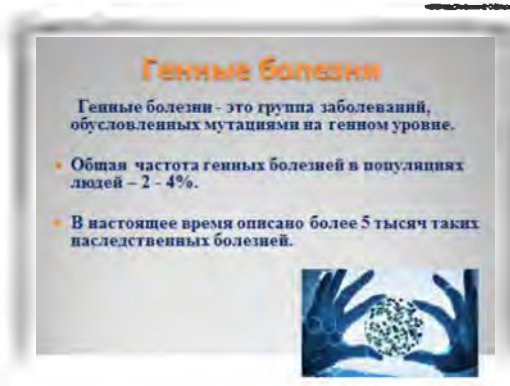 Генные болезни
Генные болезни - это группа заболеваний,
обусловленных мутациями на генном уровне.
Общая частота генных болезней в популяциях
людей – 2 - 4%.
В настоящее время описано более 5 тысяч таких
наследственных болезней.